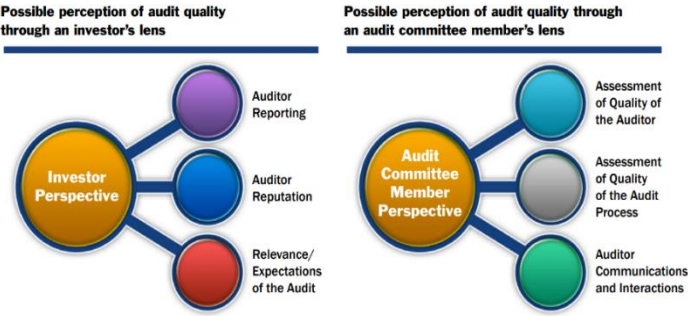 Possible perception of audit quality
through an investor's lens
Auditor
Reporting
Investor
Perspective
Auditor
Reputation
Relevance/
Expectations
of the Audit
Possible perception of audit quality through
an audit committee member's lens
Assessment
of Quality of
the Auditor
Audit
Committee
Member
Perspective
Assessment
of Quality
of the Audit
Process
Auditor
Communications
and Interactions